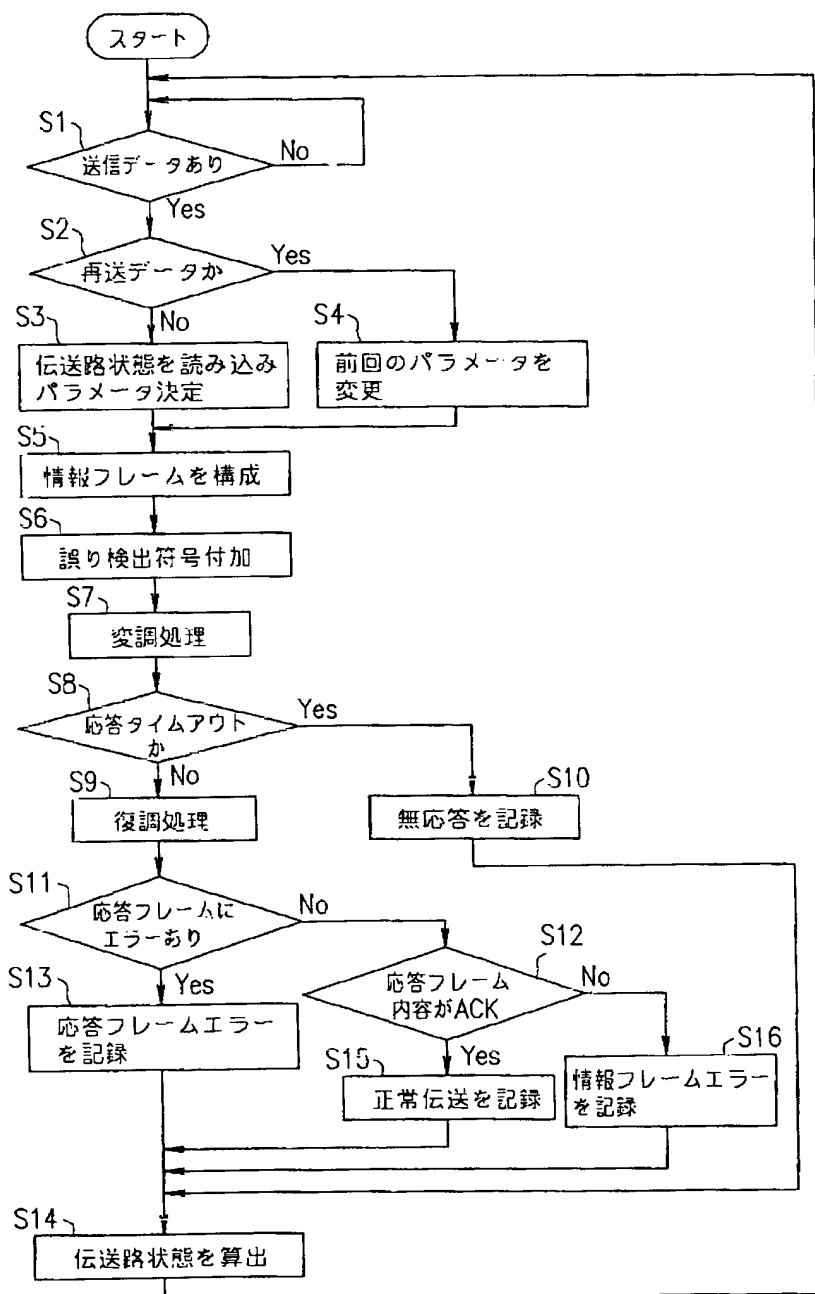 スタート
S1
送信データあり
No
Yes
S2
再送データか
Yes
No
S3
伝送路状態を読み込み
パラメータ決定
S4
前回のパラメータを
変更
S5
情報フレームを構成
S6
誤り検出符号付加
S7
変調処理
S8
応答タイムアウト
か
Yes
No
S9
復調処理
S10
無応答を記録
S11
応答フレームに
エラーあり
No
Yes
S12
応答フレーム
内容がACK
No
Yes
S13
応答フレームエラー
を記録
S15
正常伝送を記録
S16
情報フレームエラー
を記録
S14
伝送路状態を算出